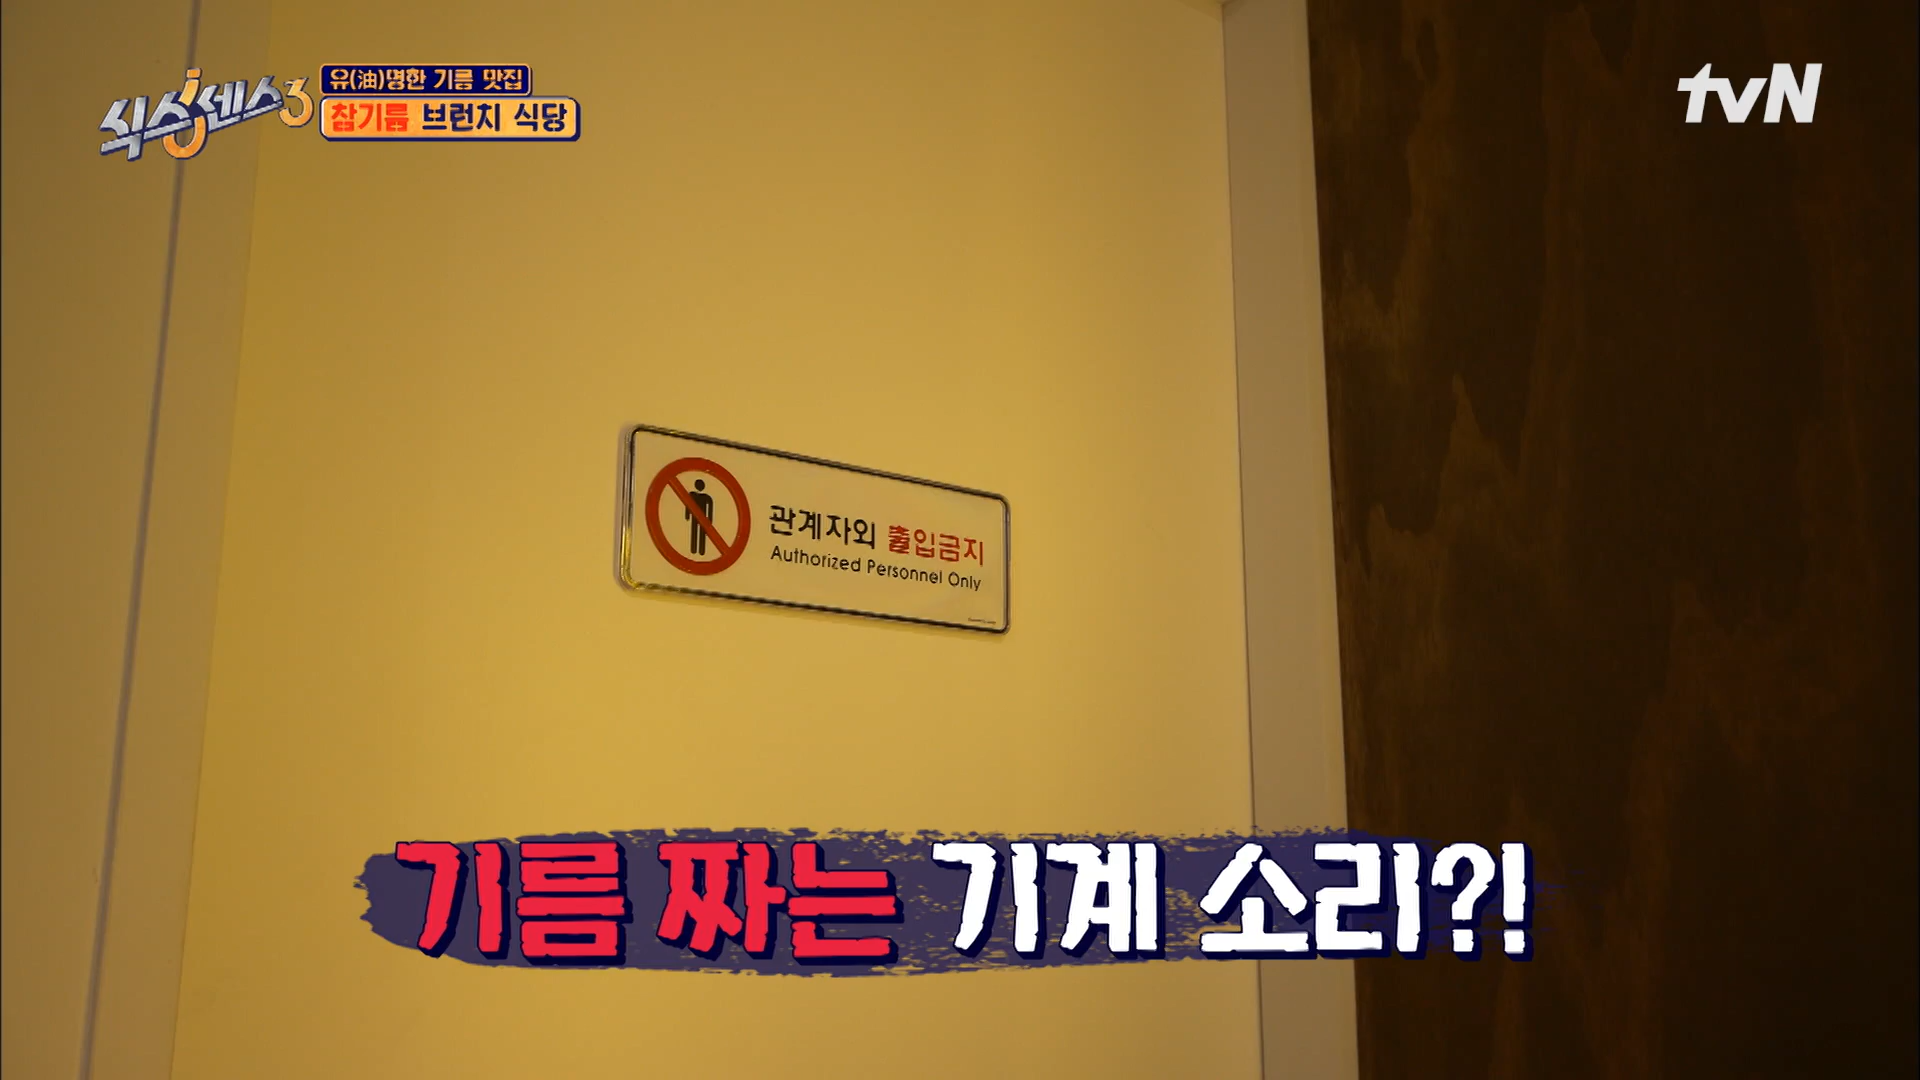 식스센스3
유(油)명한 기름 맛집
참기름 브런치 식당
tvN
관계자외 출입금지
Authorized Personnel Only
기름 짜는 기계 소리?!